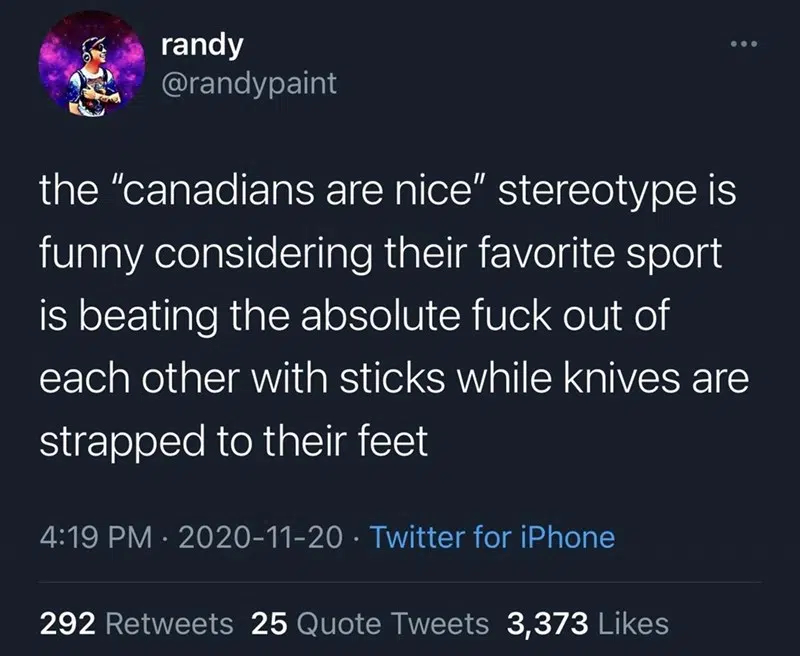 randy
@randypaint
the “canadians are nice” stereotype is
funny considering their favorite sport
is beating the absolute fuck out of
each other with sticks while knives are
strapped to their feet
4:19 PM · 2020-11-20 · Twitter for iPhone
292 Retweets 25 Quote Tweets 3,373 Likes